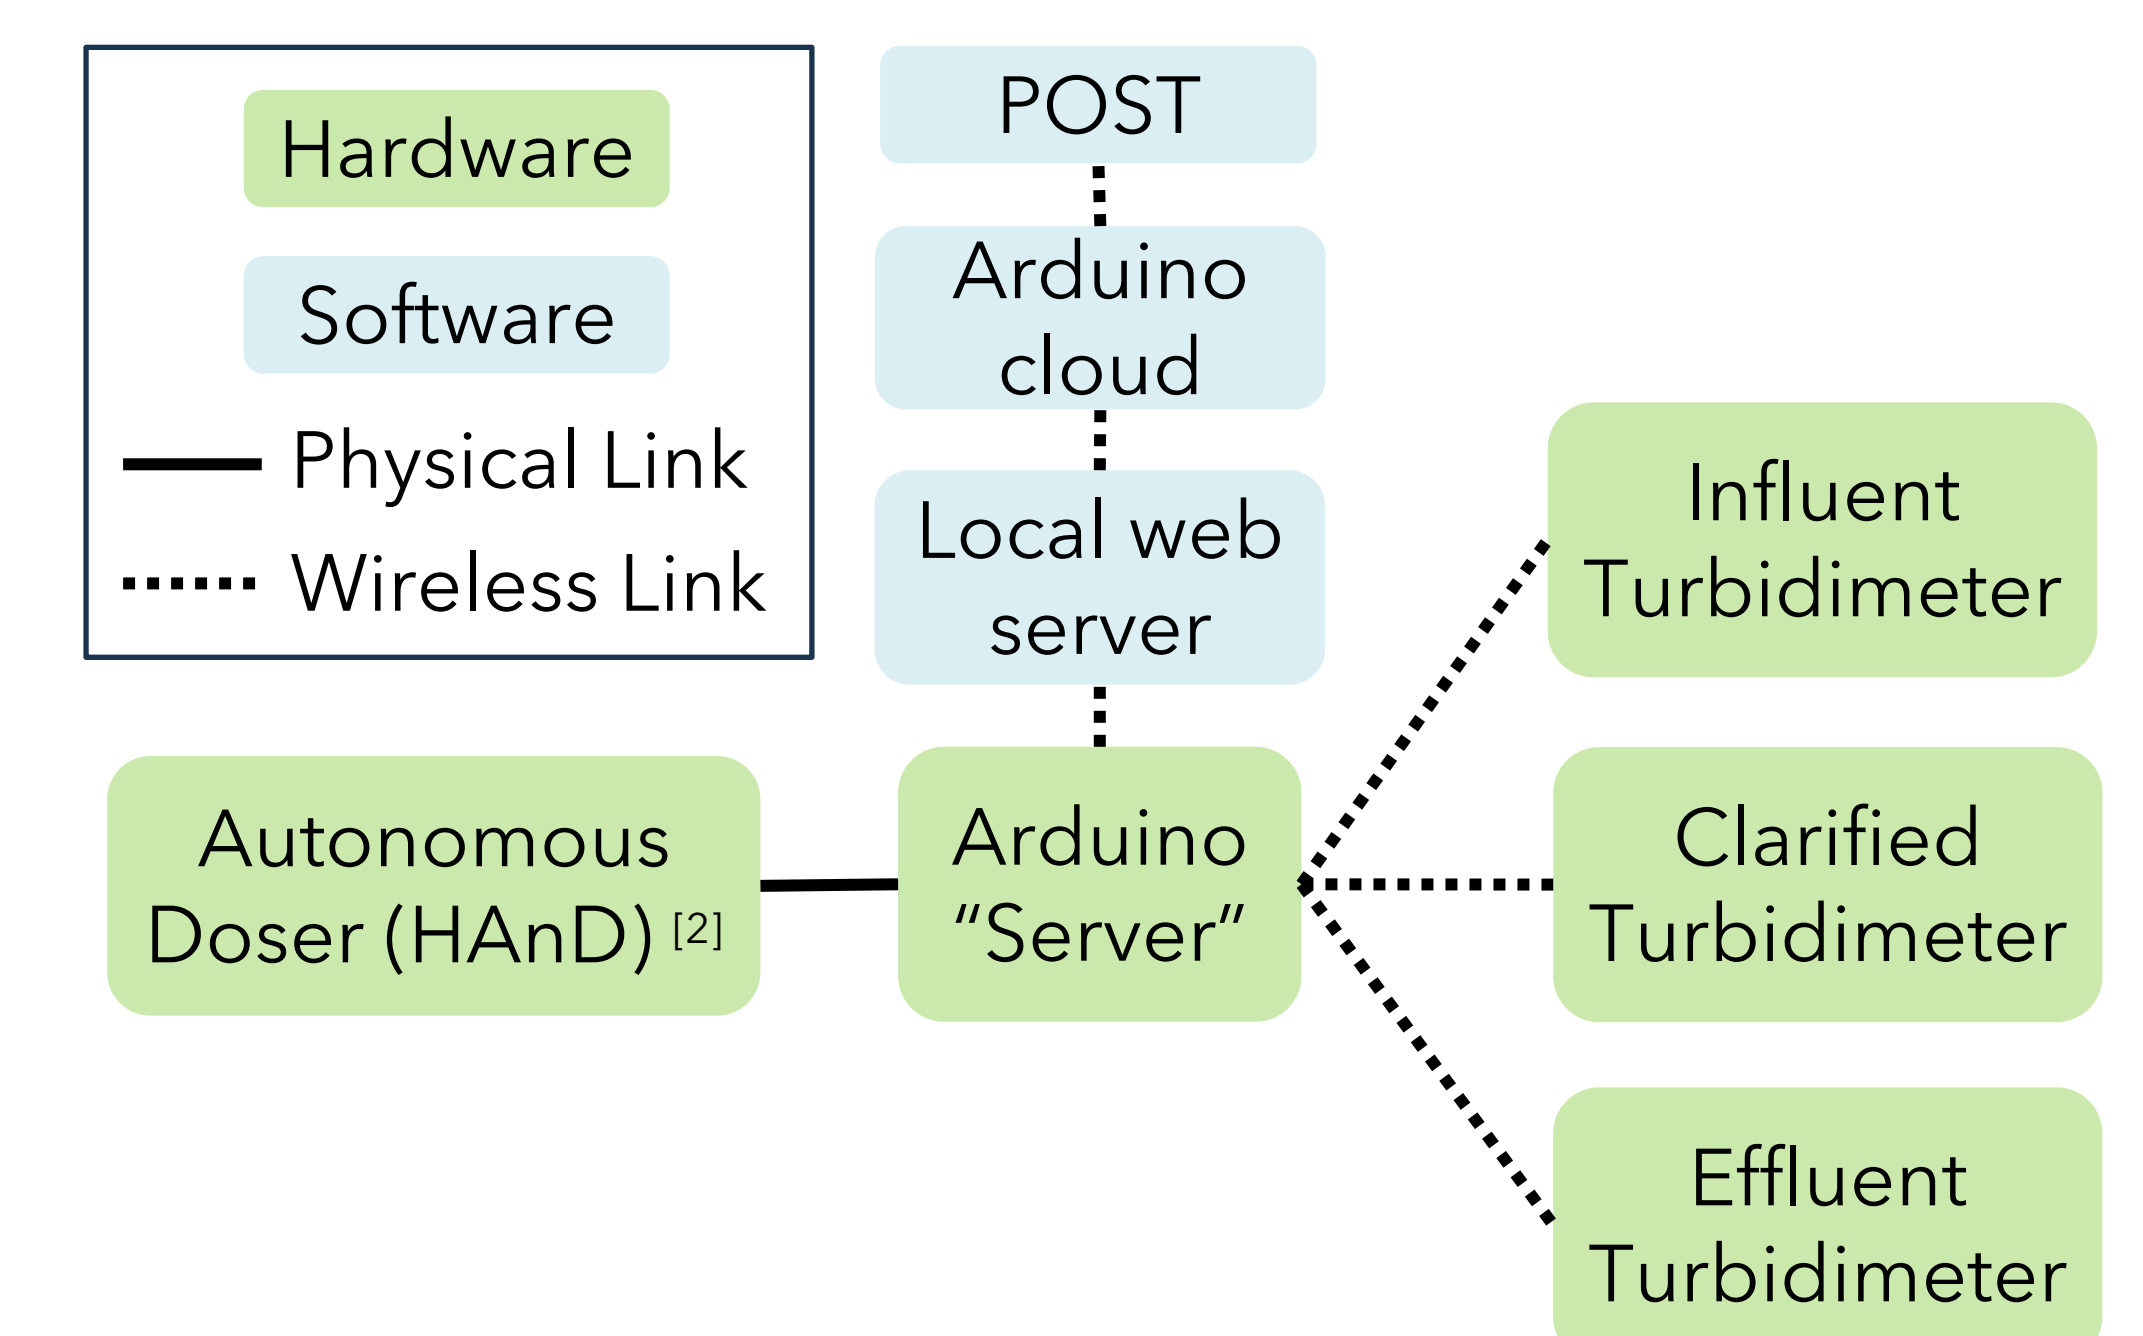 Hardware
Software
Physical Link
Wireless Link
POST
Arduino
cloud
Local web
server
Autonomous
Doser (HAnD) [2]
Arduino
“Server”
Influent
Turbidimeter
Clarified
Turbidimeter
Effluent
Turbidimeter